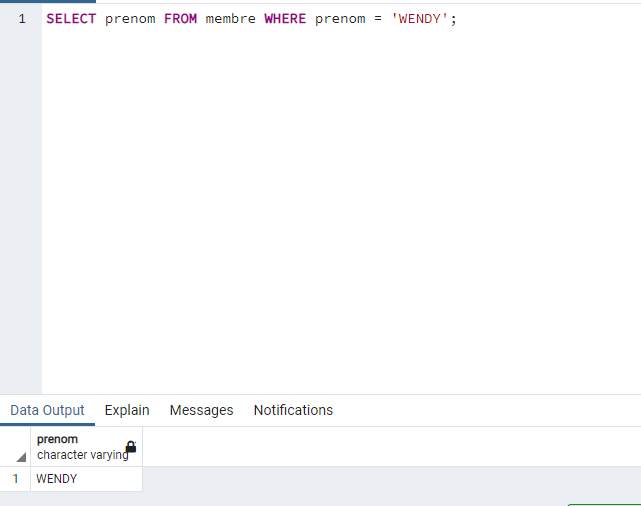 1 SELECT prenom FROM membre WHERE prenom = 'WENDY';
Data Output Explain Messages Notifications
prenom
character varying
1 WENDY